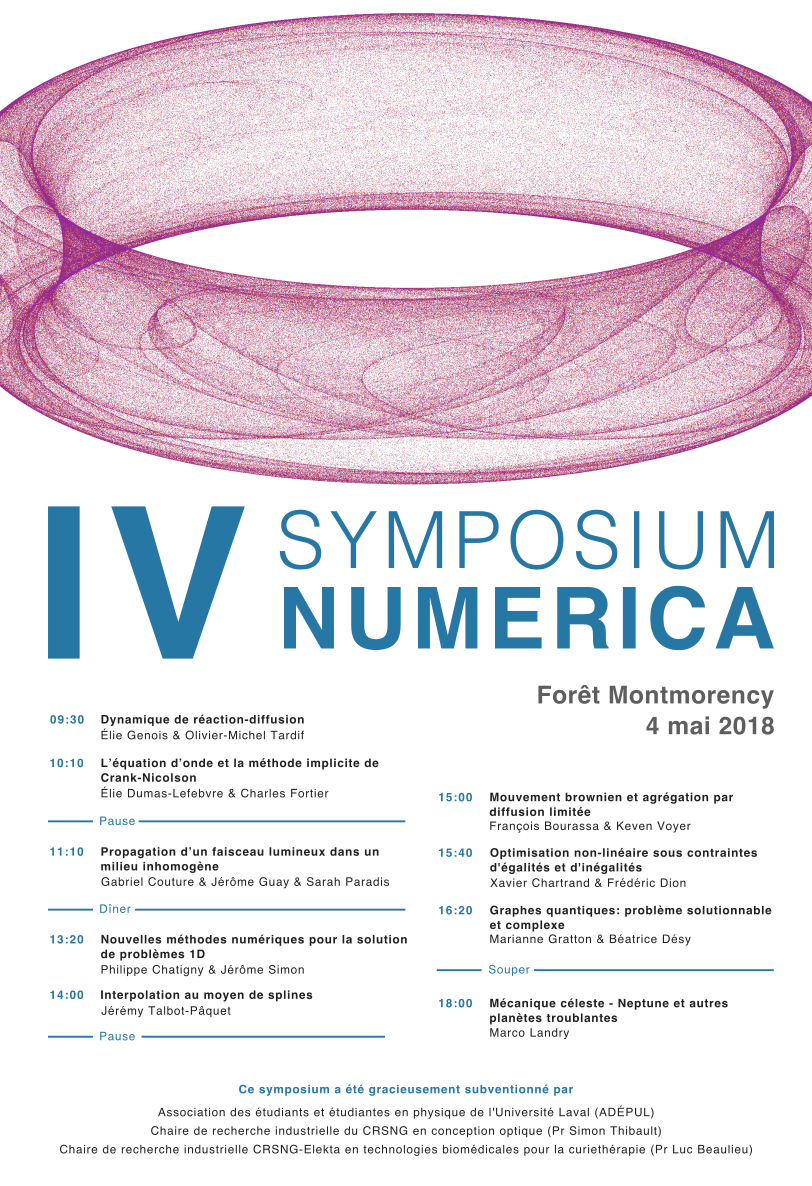 IV SYMPOSIUM
NUMERICA
Forêt Montmorency
4 mai 2018
09:30 Dynamique de réaction-diffusion
Élie Genois & Olivier-Michel Tardif
10:10 L'équation d'onde et la méthode implicite de
Crank-Nicolson
Élie Dumas-Lefebvre & Charles Fortier
Pause
11:10 Propagation d'un faisceau lumineux dans un
milieu inhomogène
Gabriel Couture & Jérôme Guay & Sarah Paradis
Dîner
13:20 Nouvelles méthodes numériques pour la solution
de problèmes 1D
Philippe Chatigny & Jérôme Simon
14:00 Interpolation au moyen de splines
Jérémy Talbot-Pâquet
Pause
15:00 Mouvement brownien et agrégation par
diffusion limitée
François Bourassa & Keven Voyer
15:40 Optimisation non-linéaire sous contraintes
d'égalités et d'inégalités
Xavier Chartrand & Frédéric Dion
16:20 Graphes quantiques: problème solutionnable
et complexe
Marianne Gratton & Béatrice Désy
Souper
18:00 Mécanique céleste - Neptune et autres
planètes troublantes
Marco Landry
Ce symposium a été gracieusement subventionné par
Association des étudiants et étudiantes en physique de l'Université Laval (ADÉPUL)
Chaire de recherche industrielle du CRSNG en conception optique (Pr Simon Thibault)
Chaire de recherche industrielle CRSNG-Elekta en technologies biomédicales pour la curiethérapie (Pr Luc Beaulieu)